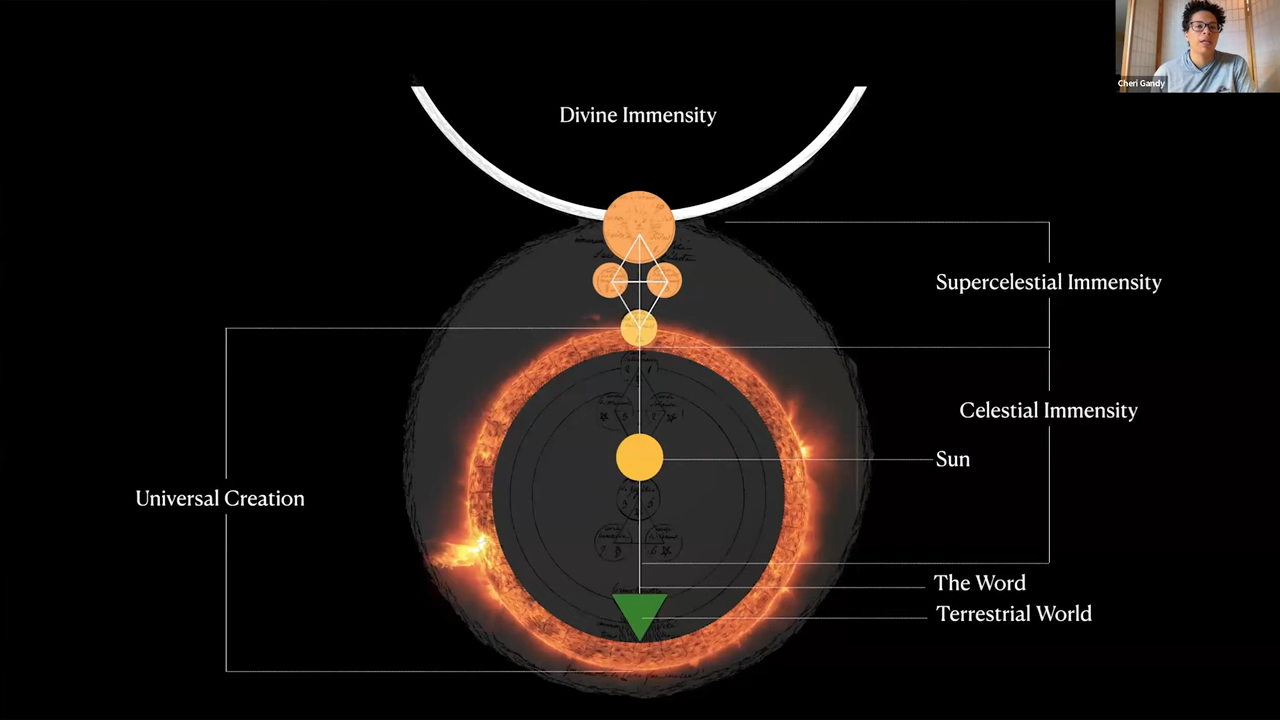 Cheri Gandy
Divine Immensity
Supercelestial Immensity
Celestial Immensity
Sun
Universal Creation
The Word
Terrestrial World